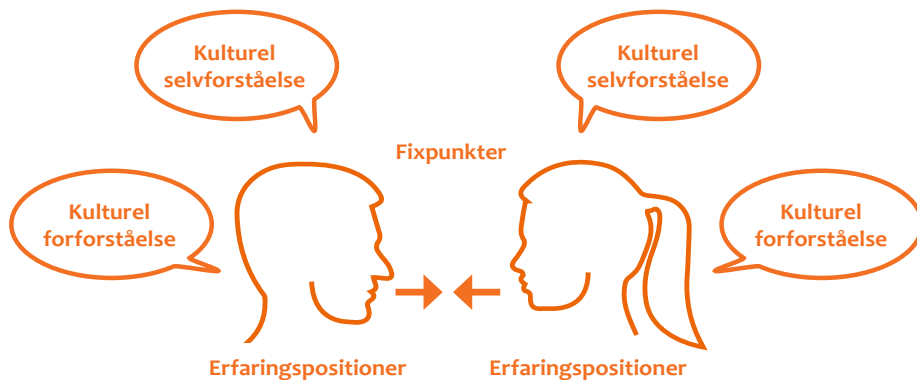 Kulturel
selvforståelse
Kulturel
selvforståelse
Fixpunkter
Kulturel
forforståelse
Kulturel
forforståelse
Erfaringspositioner
Erfaringspositioner